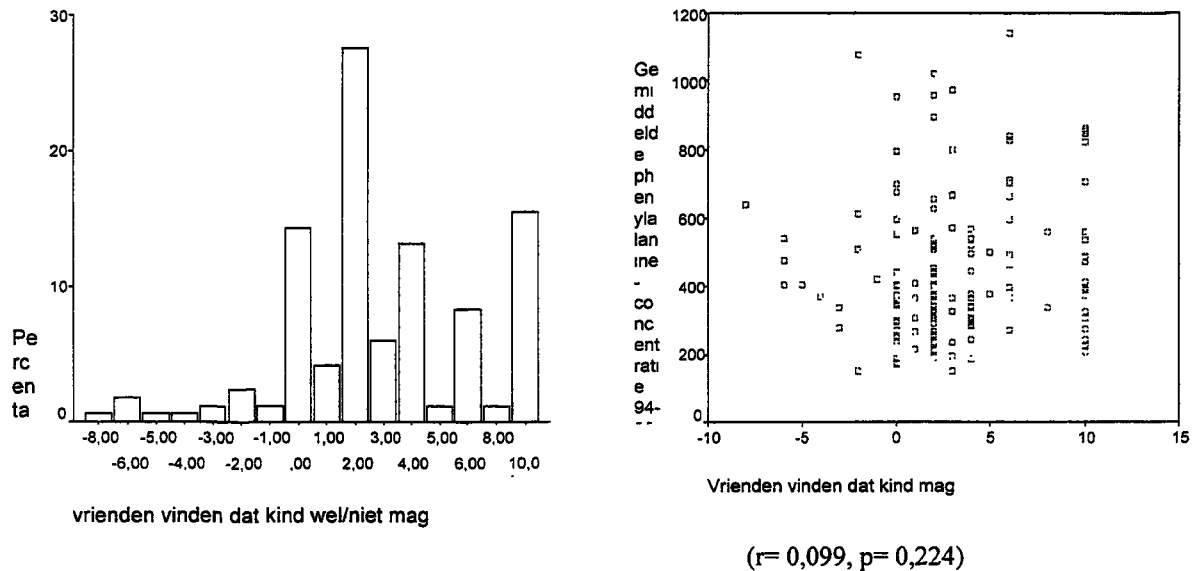 30
20
10
0
Pe
rc
en
ta
-8,00 -5,00 -3,00 -1,00 1,00 3,00 5,00 8,00
-6,00 -4,00 -2,00 ,00 2,00 4,00 6,00 10,0
vrienden vinden dat kind wel/niet mag
1200
1000
800
600
400
200
0
Ge
mi
dd
eld
e
ph
en
yla
lan
ine
-
co
nc
ent
rati
e
94-
-10 -5 0 5 10 15
Vrienden vinden dat kind mag
(r= 0,099, p= 0,224)